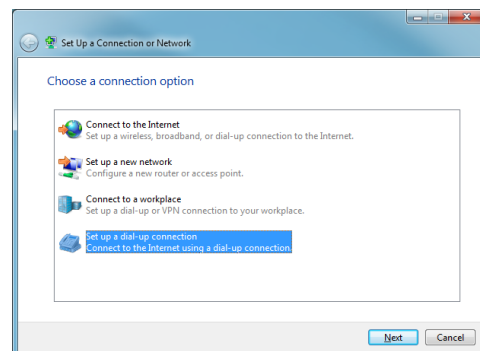 Set Up a Connection or Network
Choose a connection option
Connect to the Internet
Set up a wireless, broadband, or dial-up connection to the Internet.
Set up a new network
Configure a new router or access point.
Connect to a workplace
Set up a dial-up or VPN connection to your workplace.
Set up a dial-up connection
Connect to the Internet using a dial-up connection.
Next Cancel